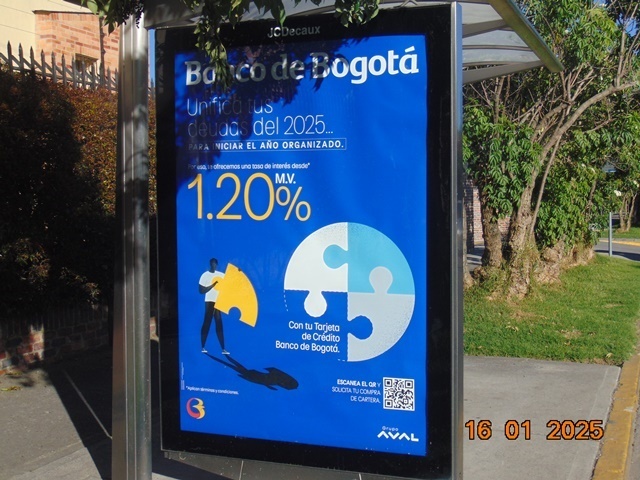 JCDecaux
Banco de Bogotá
Unifica tus
deudas del 2025...
PARA INICIAR EL AÑO ORGANIZADO.
Por eso, te ofrecemos una tasa de interés desde*
1.20% M.V.
Con tu Tarjeta
de Crédito
Banco de Bogotá.
ESCANEA EL QR Y
SOLICITA TU COMPRA
DE CARTERA.
*Aplican términos y condiciones.
Grupo
AVAL
16 01 2025